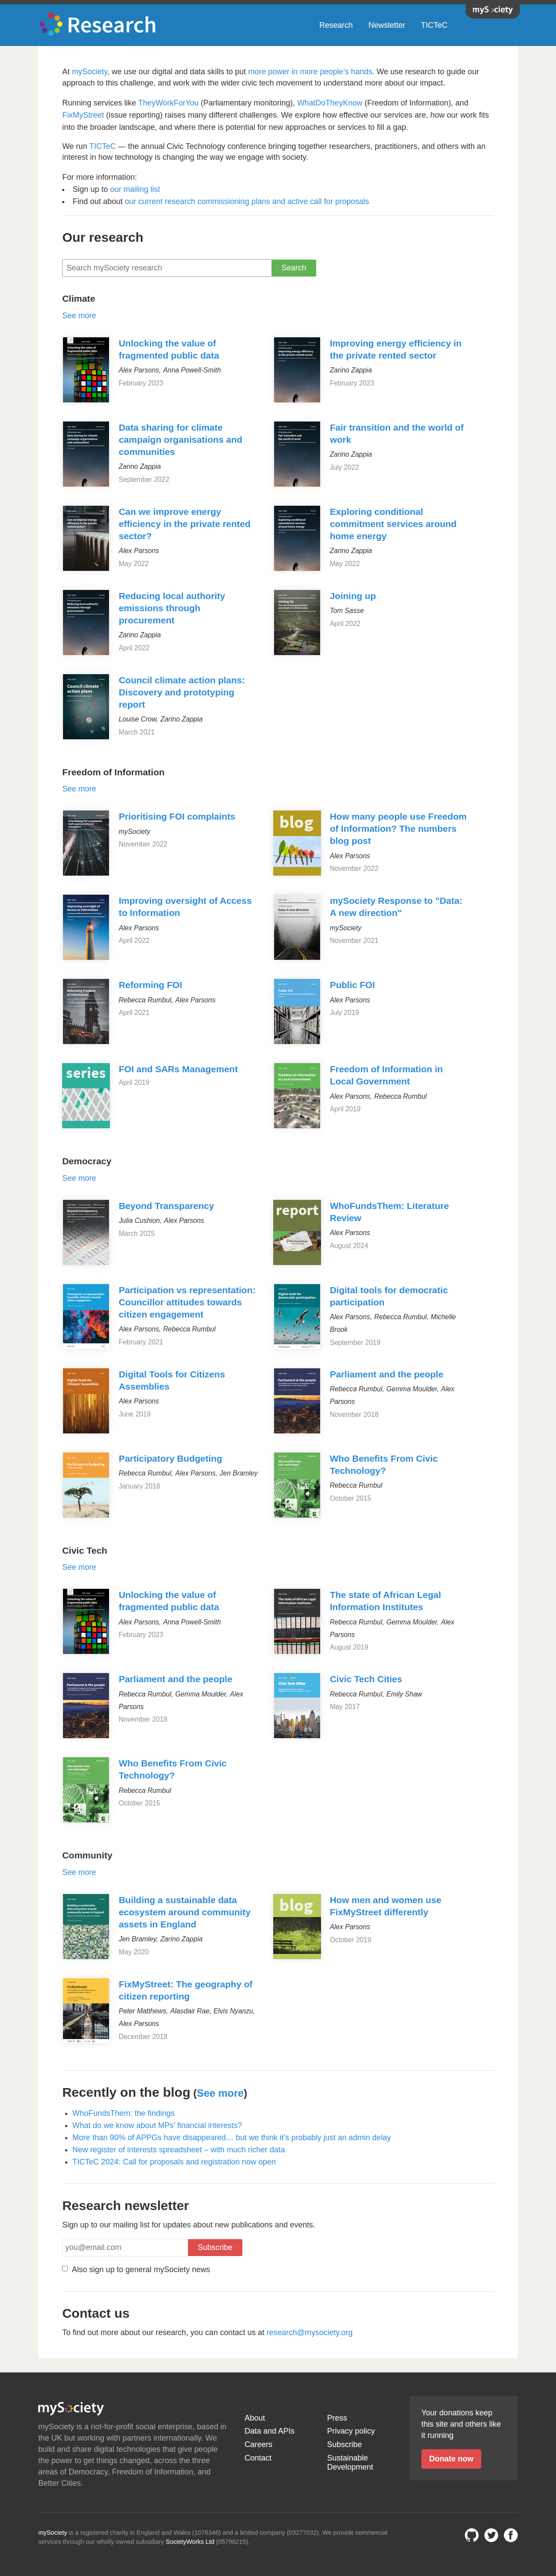 Research
Research
Newsletter
TICTeC
mySociety
At mySociety, we use our digital and data skills to put more power in more people's hands. We use research to guide our
approach to this challenge, and work with the wider civic tech movement to understand more about our impact.
Running services like TheyWorkForYou (Parliamentary monitoring), WhatDoTheyKnow (Freedom of Information), and
FixMyStreet (issue reporting) raises many different challenges. We explore how effective our services are, how our work fits
into the broader landscape, and where there is potential for new approaches or services to fill a gap.
We run TICTeC — the annual Civic Technology conference bringing together researchers, practitioners, and others with an
interest in how technology is changing the way we engage with society.
For more information:
Sign up to our mailing list
Find out about our current research commissioning plans and active call for proposals
Our research
Search mySociety research
Search
Climate
See more
Unlocking the value of
fragmented public data
Alex Parsons, Anna Powell-Smith
February 2023
Improving energy efficiency in
the private rented sector
Zarino Zappia
February 2023
Data sharing for climate
campaign organisations and
communities
Zarino Zappia
September 2022
Fair transition and the world of
work
Zarino Zappia
July 2022
Can we improve energy
efficiency in the private rented
sector?
Alex Parsons
May 2022
Exploring conditional
commitment services around
home energy
Zarino Zappia
May 2022
Reducing local authority
emissions through
procurement
Zarino Zappia
April 2022
Joining up
Tom Sasse
April 2022
Council climate
action plans
Council climate action plans:
Discovery and prototyping
report
Louise Crow, Zarino Zappia
March 2021
Freedom of Information
See more
Prioritising FOI complaints
mySociety
November 2022
blog
How many people use Freedom
of Information? The numbers
blog post
Alex Parsons
November 2022
Improving oversight of Access
to Information
Alex Parsons
April 2022
mySociety Response to "Data:
A new direction"
mySociety
November 2021
Reforming FOI
Rebecca Rumbul, Alex Parsons
April 2021
Public FOI
Alex Parsons
July 2019
series
FOI and SARs Management
April 2019
Freedom of Information in
Local Government
Alex Parsons, Rebecca Rumbul
April 2019
Democracy
See more
Beyond Transparency
Julia Cushion, Alex Parsons
March 2025
report
WhoFundsThem: Literature
Review
Alex Parsons
August 2024
Participation vs representation:
Councillor attitudes towards
citizen engagement
Alex Parsons, Rebecca Rumbul
February 2021
Digital tools for democratic
participation
Alex Parsons, Rebecca Rumbul, Michelle
Brook
September 2019
Digital Tools for Citizens
Assemblies
Alex Parsons
June 2019
Parliament and the people
Rebecca Rumbul, Gemma Moulder, Alex
Parsons
November 2018
Participatory Budgeting
Rebecca Rumbul, Alex Parsons, Jen Bramley
January 2018
Who Benefits From Civic
Technology?
Rebecca Rumbul
October 2015
Civic Tech
See more
Unlocking the value of
fragmented public data
Alex Parsons, Anna Powell-Smith
February 2023
The state of African Legal
Information Institutes
Rebecca Rumbul, Gemma Moulder, Alex
Parsons
August 2019
Parliament and the people
Rebecca Rumbul, Gemma Moulder, Alex
Parsons
November 2018
Civic Tech Cities
Rebecca Rumbul, Emily Shaw
May 2017
Who Benefits From Civic
Technology?
Rebecca Rumbul
October 2015
Community
See more
Building a sustainable data
ecosystem around community
assets in England
Jen Bramley, Zarino Zappia
May 2020
blog
How men and women use
FixMyStreet differently
Alex Parsons
October 2019
FixMyStreet: The geography of
citizen reporting
Peter Matthews, Alasdair Rae, Elvis Nyanzu,
Alex Parsons
December 2018
Recently on the blog (See more)
WhoFundsThem: the findings
What do we know about MPs' financial interests?
More than 90% of APPGs have disappeared… but we think it's probably just an admin delay
New register of interests spreadsheet – with much richer data
TICTeC 2024: Call for proposals and registration now open
Research newsletter
Sign up to our mailing list for updates about new publications and events.
you@email.com
Subscribe
Also sign up to general mySociety news
Contact us
To find out more about our research, you can contact us at research@mysociety.org
mySociety
mySociety is a not-for-profit social enterprise, based in
the UK but working with partners internationally. We
build and share digital technologies that give people
the power to get things changed, across the three
areas of Democracy, Freedom of Information, and
Better Cities.
About
Data and APIs
Careers
Contact
Press
Privacy policy
Subscribe
Sustainable
Development
Your donations keep
this site and others like
it running
Donate now
mySociety is a registered charity in England and Wales (1076346) and a limited company (03277032). We provide commercial
services through our wholly owned subsidiary SocietyWorks Ltd (05798215).